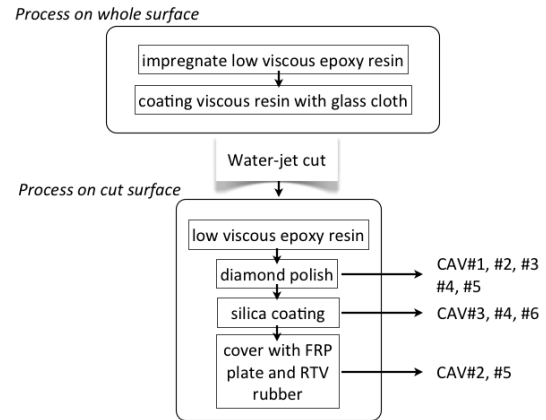 Process on whole surface
impregnate low viscous epoxy resin
coating viscous resin with glass cloth
Water-jet cut
Process on cut surface
low viscous epoxy resin
diamond polish
CAV#1, #2, #3
#4, #5
silica coating
CAV#3, #4, #6
cover with FRP
plate and RTV
rubber
CAV#2, #5